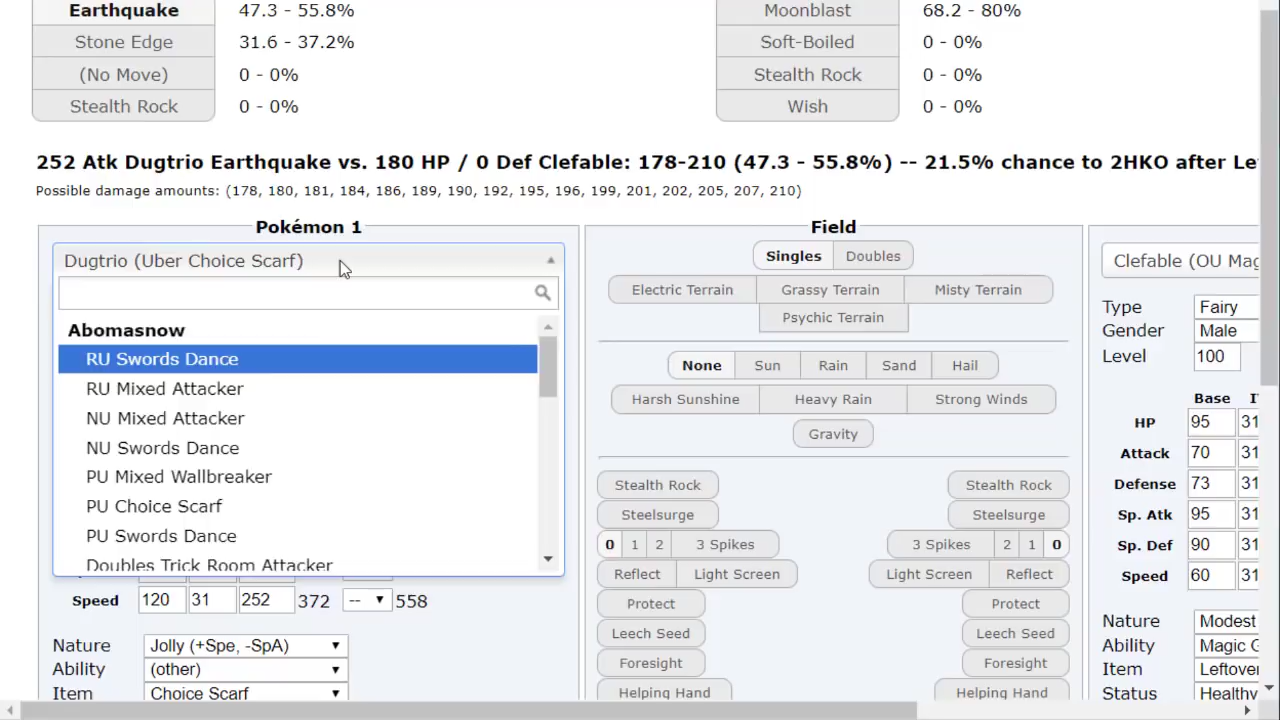 Earthquake 47.3 - 55.8% Moonblast 68.2 - 80%
Stone Edge 31.6 - 37.2% Soft-Boiled 0 - 0%
(No Move) 0 - 0% Stealth Rock 0 - 0%
Stealth Rock 0 - 0% Wish 0 - 0%
252 Atk Dugtrio Earthquake vs. 180 HP / 0 Def Clefable: 178-210 (47.3 - 55.8%) -- 21.5% chance to 2HKO after Le
Possible damage amounts: (178, 180, 181, 184, 186, 189, 190, 192, 195, 196, 199, 201, 202, 205, 207, 210)
Pokémon 1
Dugtrio (Uber Choice Scarf)
Abomasnow
RU Swords Dance
RU Mixed Attacker
NU Mixed Attacker
NU Swords Dance
PU Mixed Wallbreaker
PU Choice Scarf
PU Swords Dance
Doubles Trick Room Attacker
Speed 120 31 252 372 -- 558
Nature Jolly (+Spe, -SpA)
Ability (other)
Item Choice Scarf
Field
Singles Doubles
Electric Terrain Grassy Terrain Misty Terrain
Psychic Terrain
None Sun Rain Sand Hail
Harsh Sunshine Heavy Rain Strong Winds
Gravity
Stealth Rock Stealth Rock
Steelsurge Steelsurge
0 1 2 3 Spikes 3 Spikes 2 1 0
Reflect Light Screen Light Screen Reflect
Protect Protect
Leech Seed Leech Seed
Foresight Foresight
Helping Hand Helping Hand
Clefable (OU Mag
Type Fairy
Gender Male
Level 100
Base I
HP 95 31
Attack 70 31
Defense 73 31
Sp. Atk 95 31
Sp. Def 90 31
Speed 60 31
Nature Modest
Ability Magic G
Item Leftover
Status Healthy